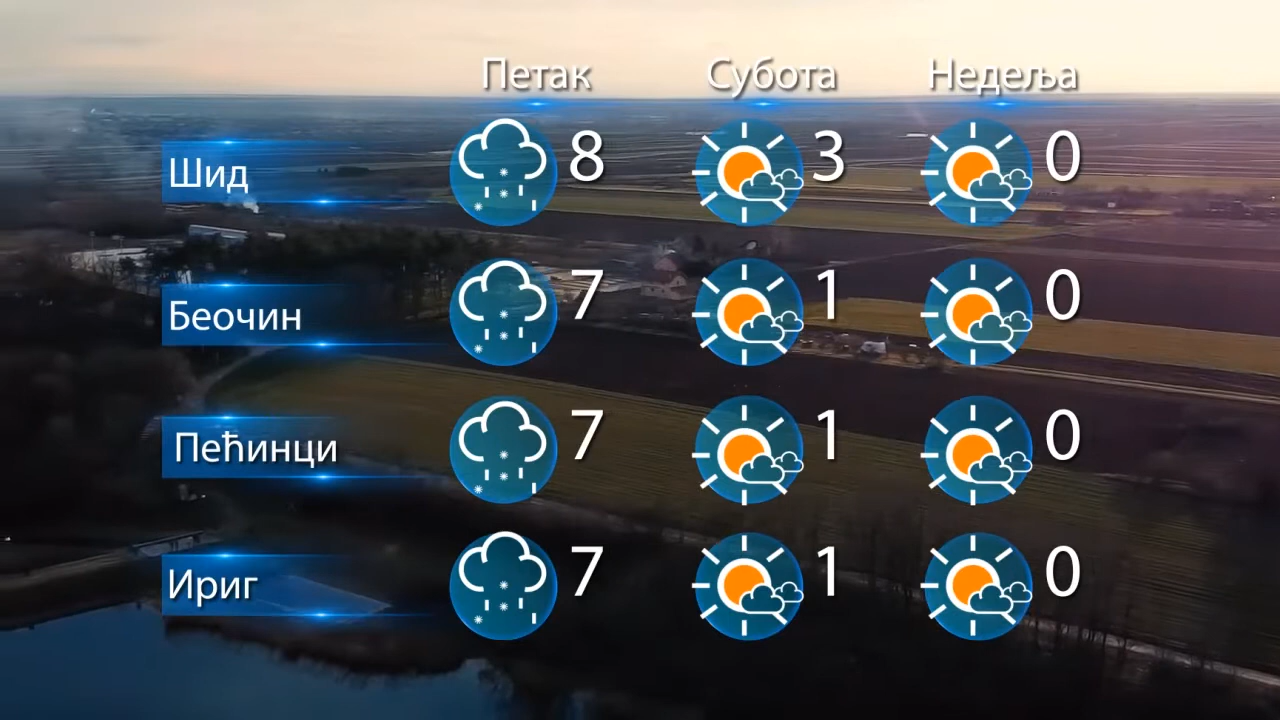 Петак Субота Недеља
Шид 8 3 0
Беочин 7 1 0
Пећинци 7 1 0
Ириг 7 1 0